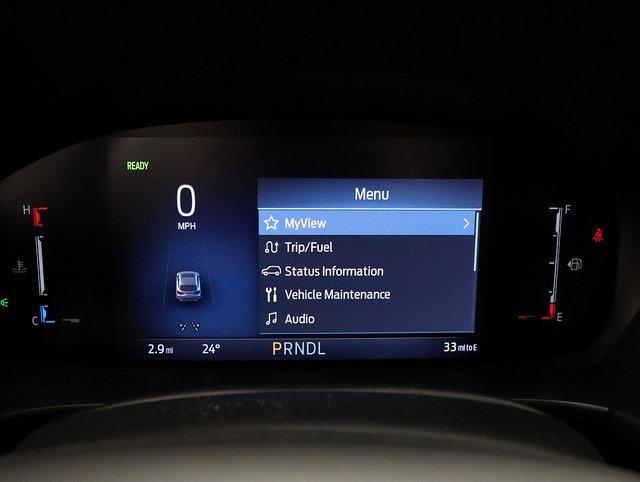 READY
0
MPH
H
C
Menu
MyView
Trip/Fuel
Status Information
Vehicle Maintenance
Audio
F
E
2.9 mi
24°
PRNDL
33 mi to E